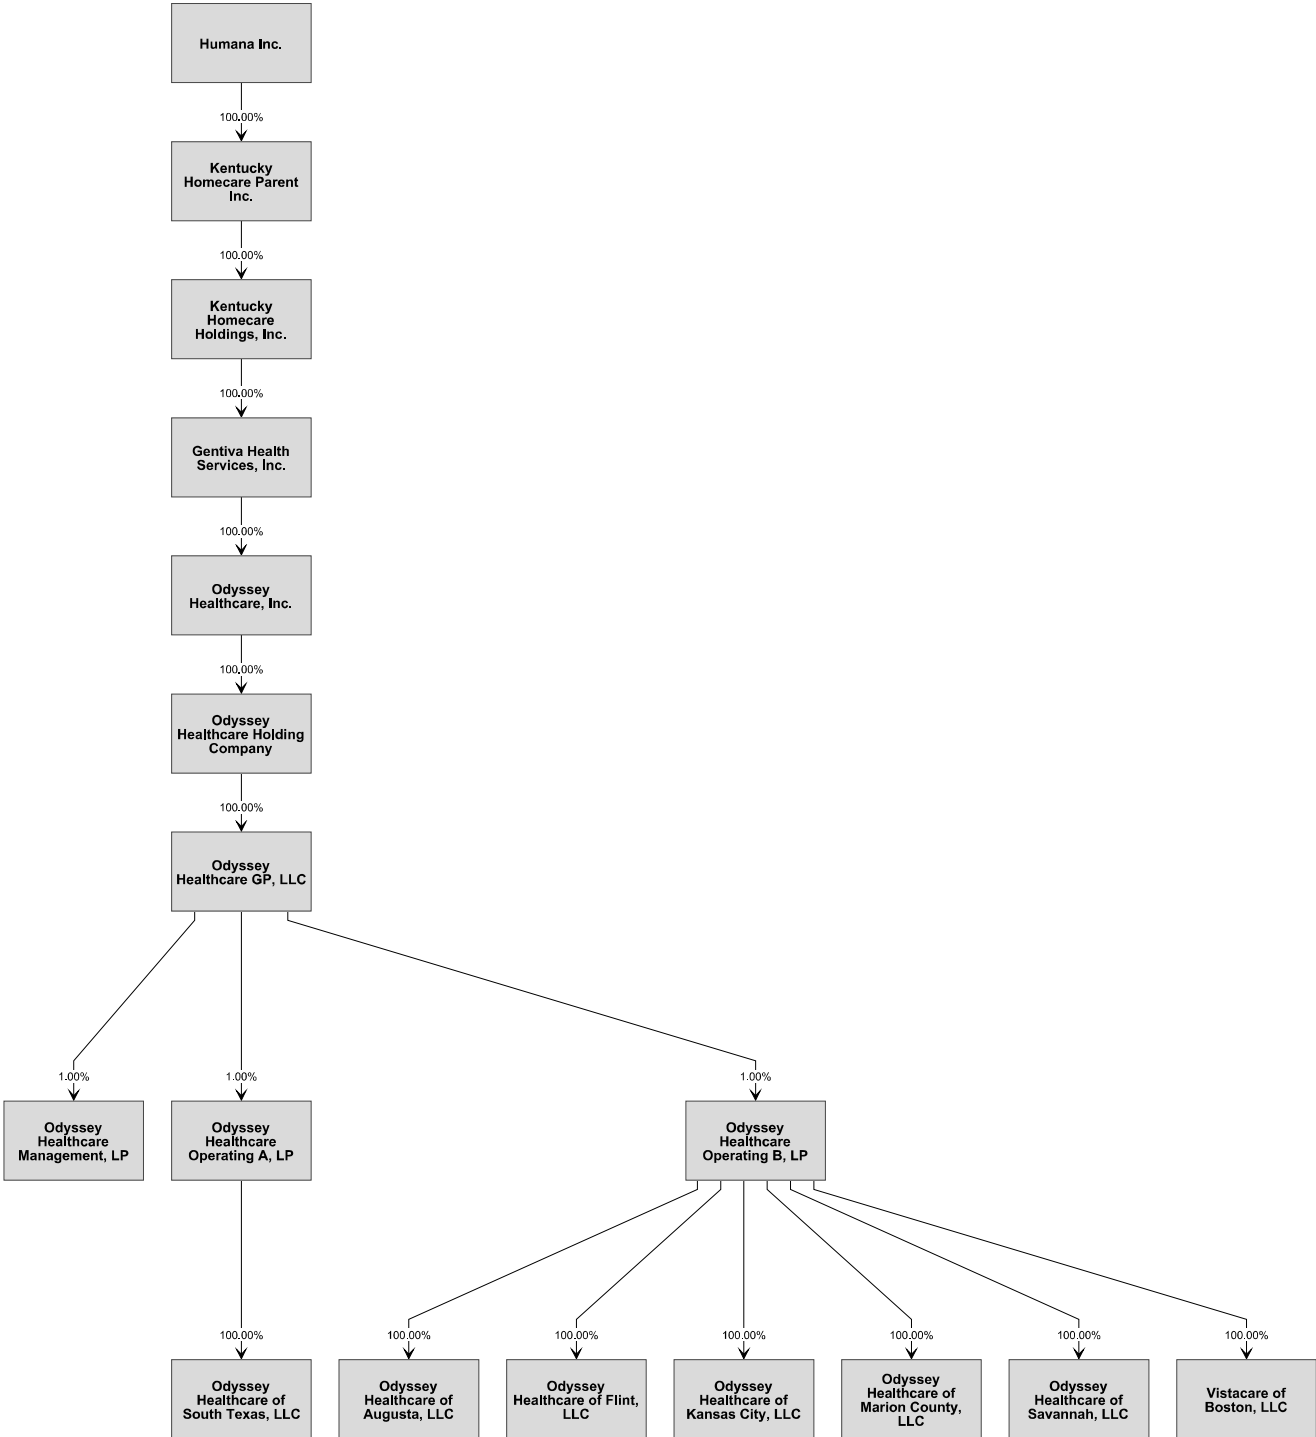 Humana Inc.
100.00%
Kentucky
Homecare Parent
Inc.
100.00%
Kentucky
Homecare
Holdings, Inc.
100.00%
Gentiva Health
Services, Inc.
100.00%
Odyssey
Healthcare, Inc.
100.00%
Odyssey
Healthcare Holding
Company
100.00%
Odyssey
Healthcare GP, LLC
1.00%
1.00%
1.00%
Odyssey
Healthcare
Management, LP
Odyssey
Healthcare
Operating A, LP
Odyssey
Healthcare
Operating B, LP
100.00%
100.00%
100.00%
100.00%
100.00%
100.00%
100.00%
Odyssey
Healthcare of
South Texas, LLC
Odyssey
Healthcare of
Augusta, LLC
Odyssey
Healthcare of Flint,
LLC
Odyssey
Healthcare of
Kansas City, LLC
Odyssey
Healthcare of
Marion County,
LLC
Odyssey
Healthcare of
Savannah, LLC
Vistacare of
Boston, LLC